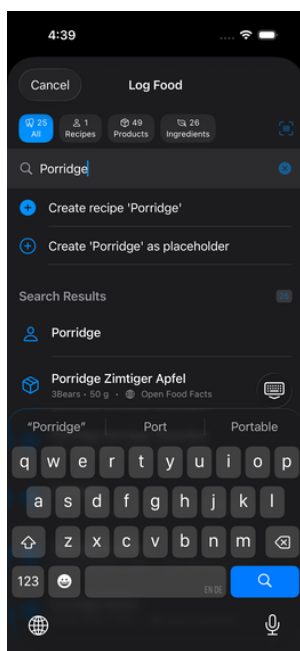 4:39
Cancel
Log Food
25
All
1
Recipes
49
Products
26
Ingredients
Porridge
Create recipe 'Porridge'
Create 'Porridge' as placeholder
Search Results
25
Porridge
Porridge Zimtiger Apfel
3Bears • 50 g • Open Food Facts
“Porridge” Port Portable
q w e r t y u i o p
a s d f g h j k l
z x c v b n m
123
EN DE